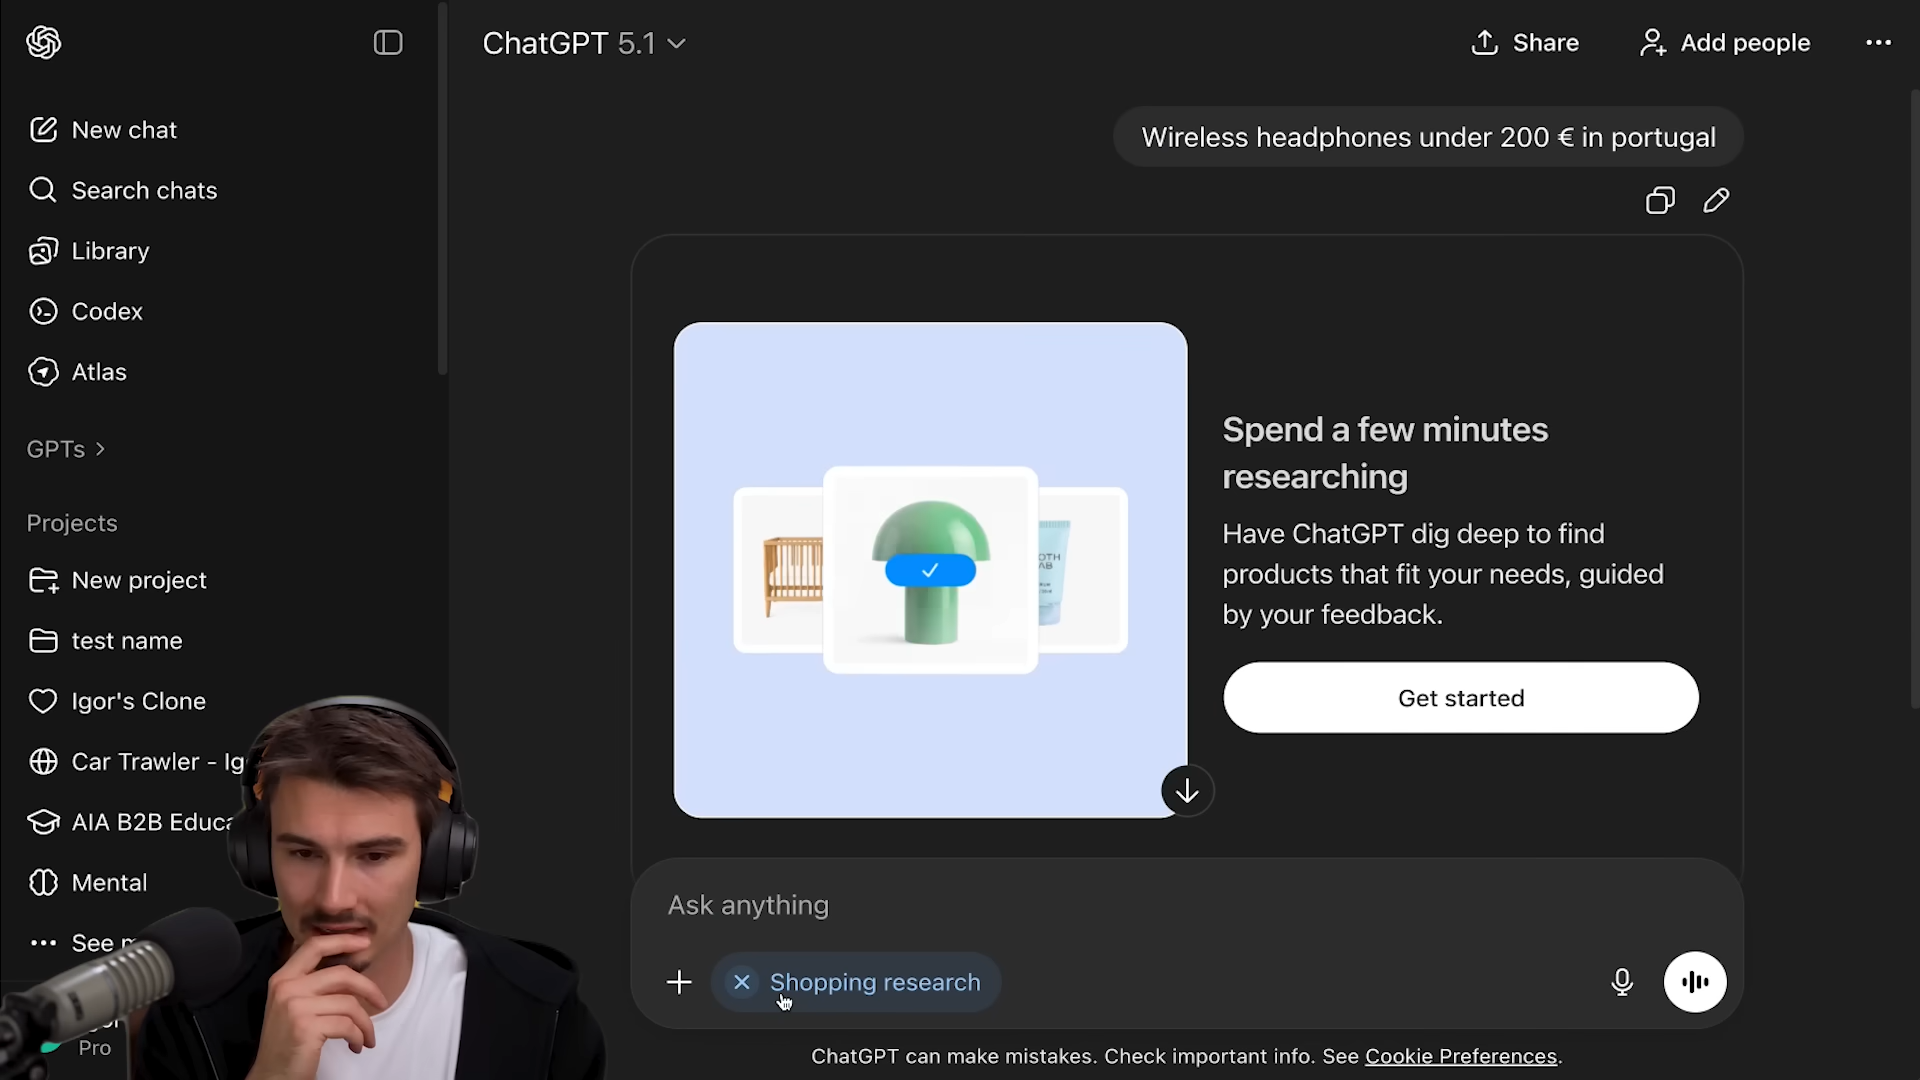 ChatGPT 5.1
Share
Add people
New chat
Search chats
Library
Codex
Atlas
GPTs
Projects
New project
test name
Igor's Clone
Car Trawler - Ig
AIA B2B Educa
Mental
See
Pro
Wireless headphones under 200 € in portugal
Spend a few minutes
researching
Have ChatGPT dig deep to find
products that fit your needs, guided
by your feedback.
Get started
Ask anything
Shopping research
ChatGPT can make mistakes. Check important info. See Cookie Preferences.